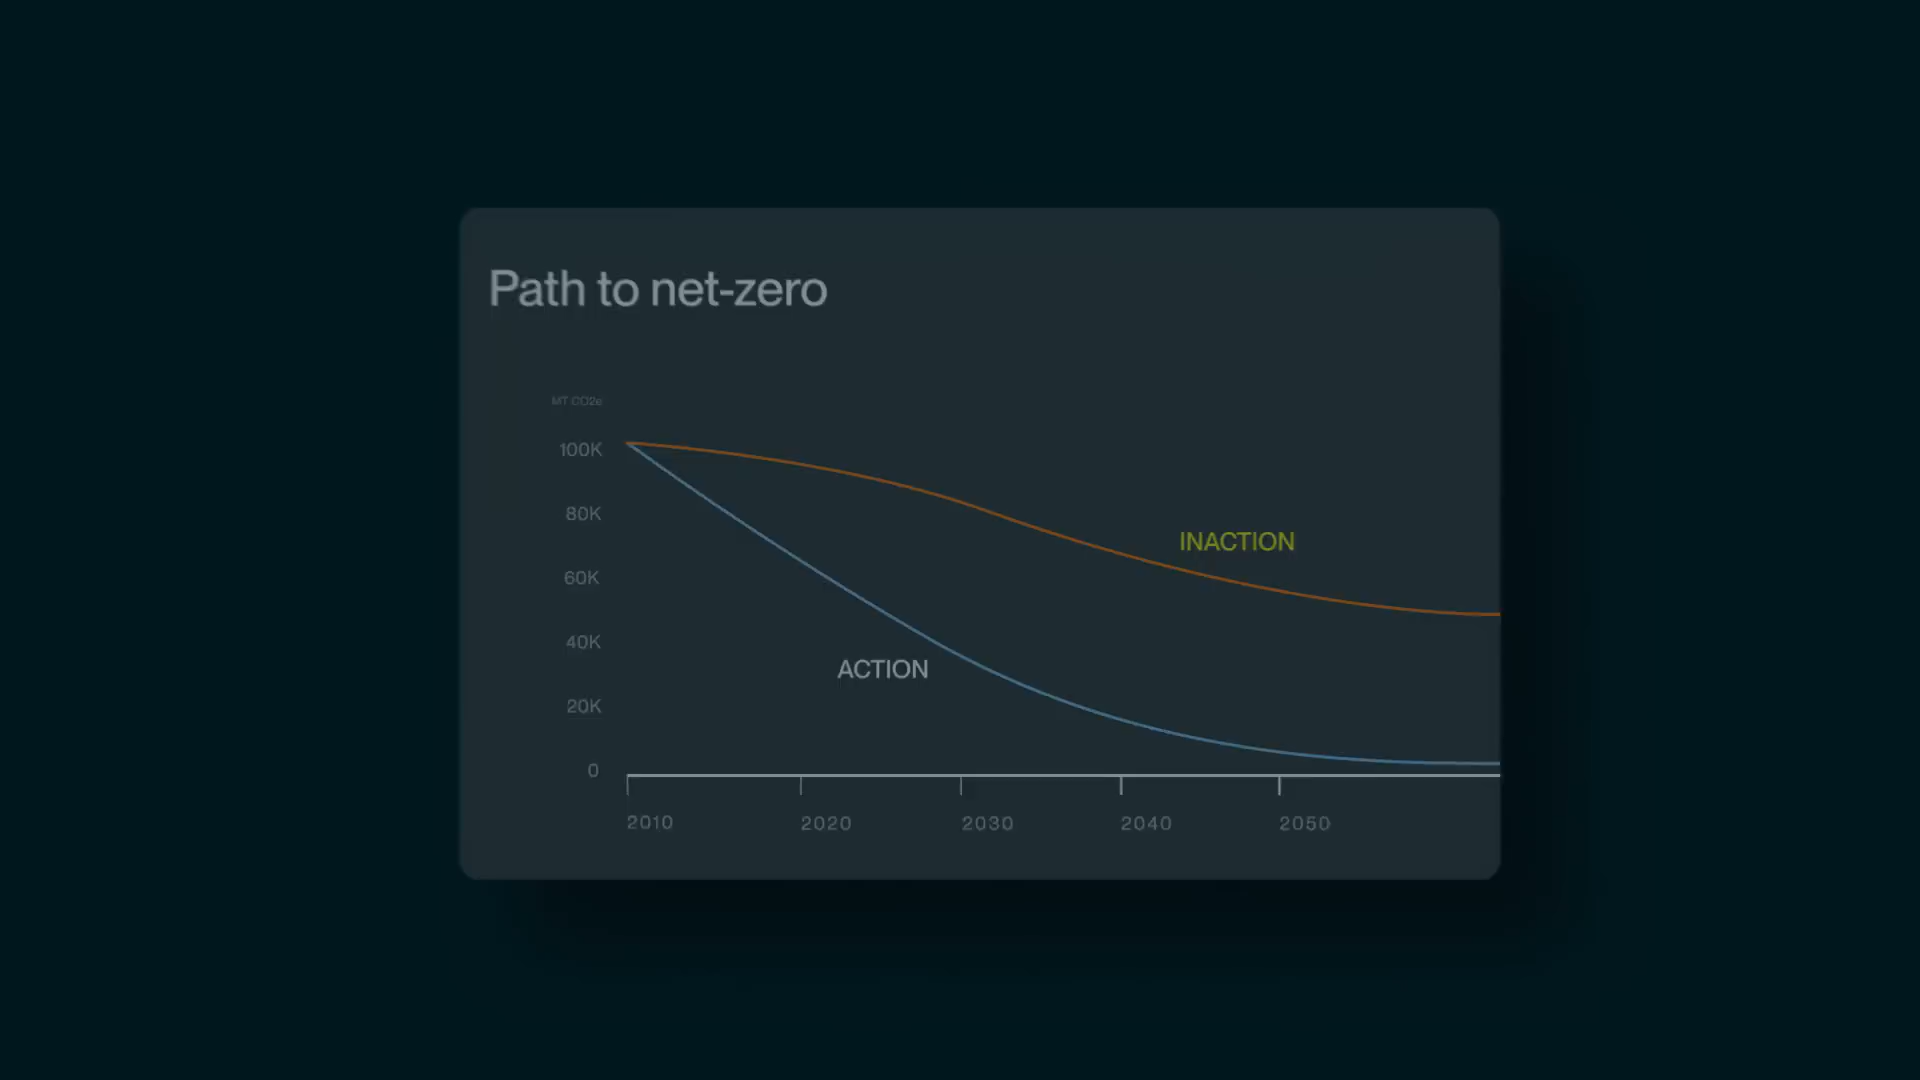 Path to net-zero
MT CO2e
100K
80K
60K
40K
20K
0
INACTION
ACTION
2010 2020 2030 2040 2050